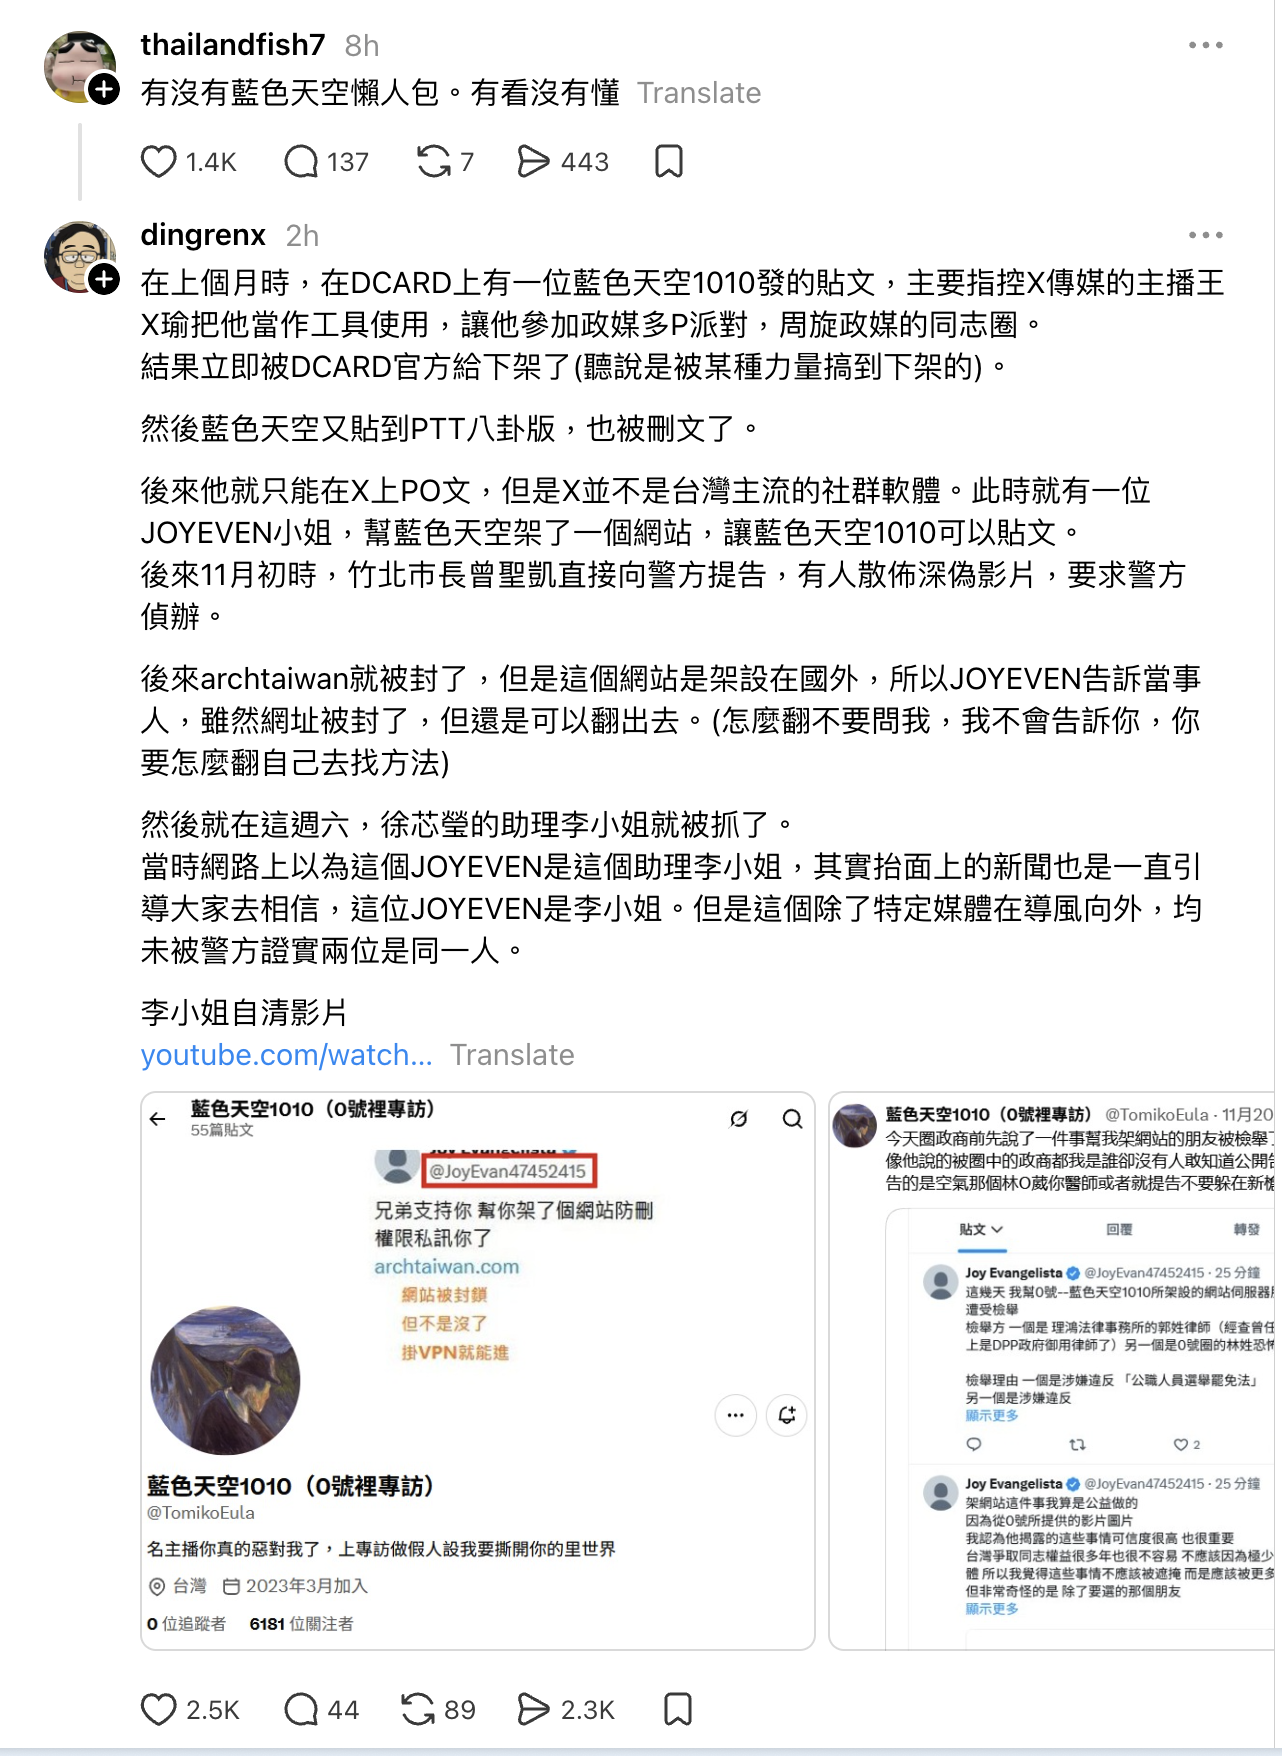 thailandfish7 8h
有沒有藍色天空懶人包。有看沒有懂 Translate
1.4K 137 7 443
dingrenx 2h
在上個月時，在DCARD上有一位藍色天空1010發的貼文，主要指控X傳媒的主播王
X瑜把他當作工具使用，讓他參加政媒多P派對，周旋政媒的同志圈。
結果立即被DCARD官方給下架了(聽說是被某種力量搞到下架的)。
然後藍色天空又貼到PTT八卦版，也被刪文了。
後來他就只能在X上PO文，但是X並不是台灣主流的社群軟體。此時就有一位
JOYEVEN小姐，幫藍色天空架了一個網站，讓藍色天空1010可以貼文。
後來11月初時，竹北市長曾聖凱直接向警方提告，有人散佈深偽影片，要求警方
偵辦。
後來archtaiwan就被封了，但是這個網站是架設在國外，所以JOYEVEN告訴當事
人，雖然網址被封了，但還是可以翻出去。(怎麼翻不要問我，我不會告訴你，你
要怎麼翻自己去找方法)
然後就在這週六，徐芯瑩的助理李小姐就被抓了。
當時網路上以為這個JOYEVEN是這個助理李小姐，其實抬面上的新聞也是一直引
導大家去相信，這位JOYEVEN是李小姐。但是這個除了特定媒體在導風向外，均
未被警方證實兩位是同一人。
李小姐自清影片
youtube.com/watch... Translate
藍色天空1010（0號裡專訪）
55篇貼文
@JoyEvan47452415
兄弟支持你 幫你架了個網站防刪
權限私訊你了
archtaiwan.com
網站被封鎖
但不是沒了
掛VPN就能進
藍色天空1010（0號裡專訪）
@TomikoEula
名主播你真的惡對我了，上專訪做假人設我要撕開你的里世界
台灣 2023年3月加入
0 位追蹤者 6181 位關注者
藍色天空1010（0號裡專訪） @TomikoEula · 11月20
今天圈政商前先說了一件事幫我架網站的朋友被檢舉了
像他說的被圈中的政商都我是誰卻沒有人敢知道公開告
告的是空氣那個林O葳你醫師或者就提告不要躲在新槍
貼文 回覆 轉發
Joy Evangelista @JoyEvan47452415 · 25 分鐘
這幾天 我幫0號--藍色天空1010所架設的網站伺服器
遭受檢舉
檢舉方 一個是 理鴻法律事務所的郭姓律師（經查曾任
上是DPP政府御用律師了）另一個是0號圈的林姓恐怖
檢舉理由 一個是涉嫌違反 「公職人員選舉罷免法」
另一個是涉嫌違反
顯示更多
2
Joy Evangelista @JoyEvan47452415 · 25 分鐘
架網站這件事我算是公益做的
因為從0號所提供的影片圖片
我認為他揭露的這些事情可信度很高 也很重要
台灣爭取同志權益很多年也很不容易 不應該因為極少
體 所以我覺得這些事情不應該被遮掩 而是應該被更多
但非常奇怪的是 除了要選的那個朋友
顯示更多
2.5K 44 89 2.3K